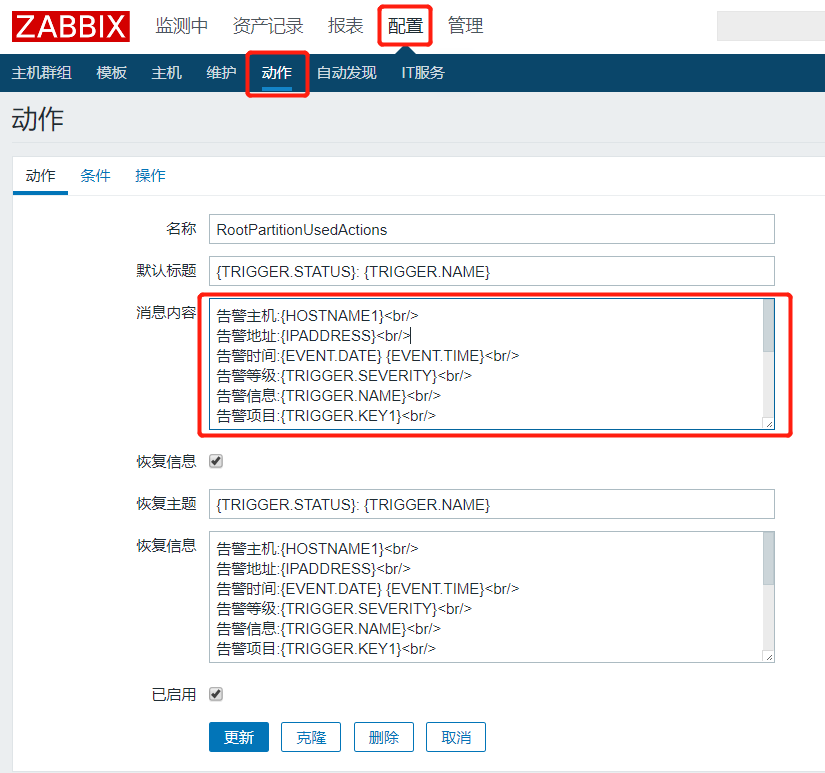 ZABBIX 监测中 资产记录 报表 配置 管理
主机群组 模板 主机 维护 动作 自动发现 IT服务
动作
动作 条件 操作
名称 RootPartitionUsedActions
默认标题 {TRIGGER.STATUS}: {TRIGGER.NAME}
消息内容 告警主机:{HOSTNAME1}<br/>
告警地址:{IPADDRESS}<br/>
告警时间:{EVENT.DATE} {EVENT.TIME}<br/>
告警等级:{TRIGGER.SEVERITY}<br/>
告警信息:{TRIGGER.NAME}<br/>
告警项目:{TRIGGER.KEY1}<br/>
恢复信息
恢复主题 {TRIGGER.STATUS}: {TRIGGER.NAME}
恢复信息 告警主机:{HOSTNAME1}<br/>
告警地址:{IPADDRESS}<br/>
告警时间:{EVENT.DATE} {EVENT.TIME}<br/>
告警等级:{TRIGGER.SEVERITY}<br/>
告警信息:{TRIGGER.NAME}<br/>
告警项目:{TRIGGER.KEY1}<br/>
已启用
更新 克隆 删除 取消